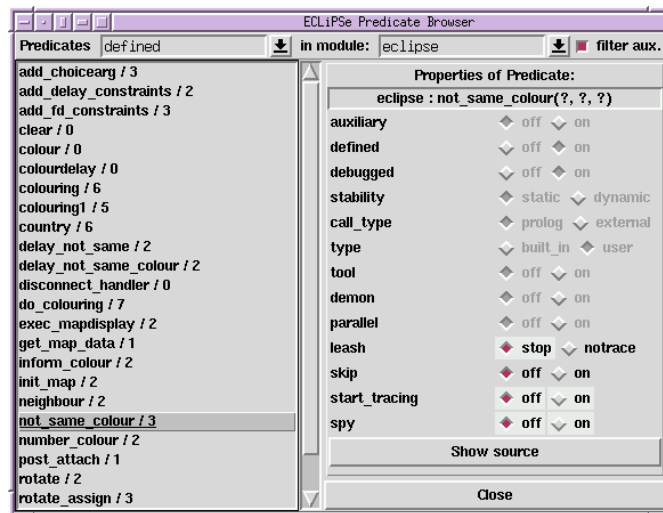 ECLiPSe Predicate Browser
Predicates defined in module: eclipse filter aux.
add_choicearg / 3
add_delay_constraints / 2
add_fd_constraints / 3
clear / 0
colour / 0
colourdelay / 0
colouring / 6
colouring1 / 5
country / 6
delay_not_same / 2
delay_not_same_colour / 2
disconnect_handler / 0
do_colouring / 7
exec_mapdisplay / 2
get_map_data / 1
inform_colour / 2
init_map / 2
neighbour / 2
not_same_colour / 3
number_colour / 2
post_attach / 1
rotate / 2
rotate_assign / 3
Properties of Predicate:
eclipse : not_same_colour(?, ?, ?)
auxiliary off on
defined off on
debugged off on
stability static dynamic
call_type prolog external
type built_in user
tool off on
demon off on
parallel off on
leash stop notrace
skip off on
start_tracing off on
spy off on
Show source
Close